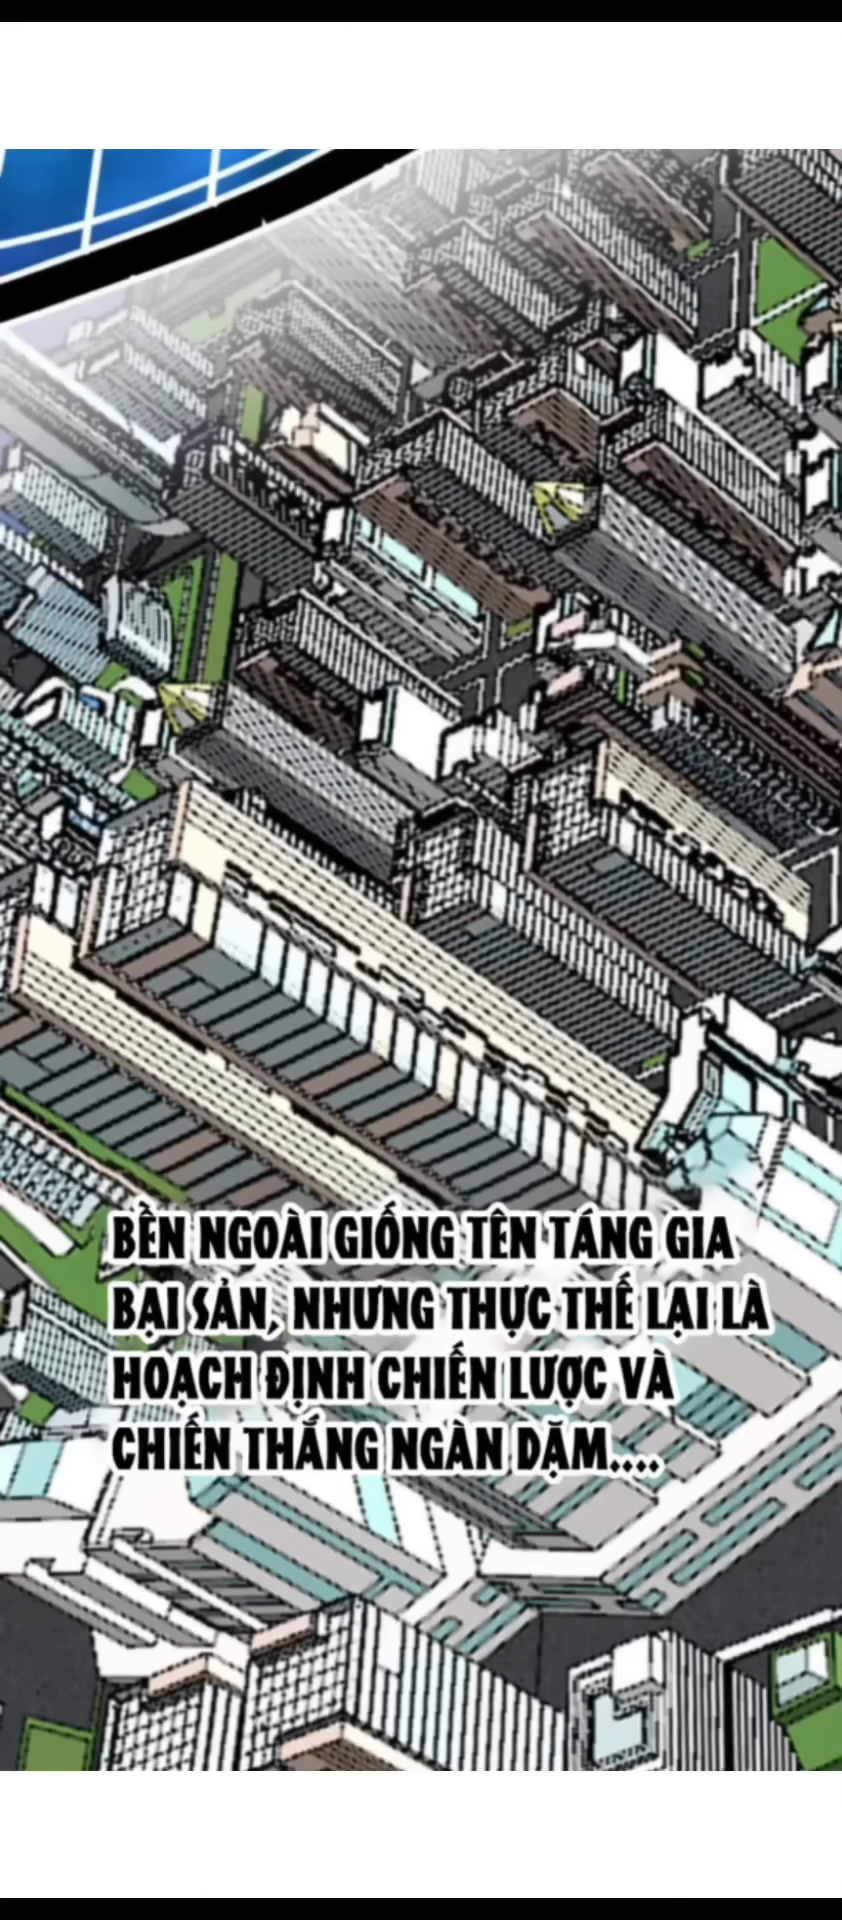 BỀN NGOÀI GIỐNG TÊN TÁNG GIA
BẠI SẢN, NHƯNG THỰC THẾ LẠI LÀ
HOẠCH ĐỊNH CHIẾN LƯỢC VÀ
CHIẾN THẮNG NGÀN DẶM....